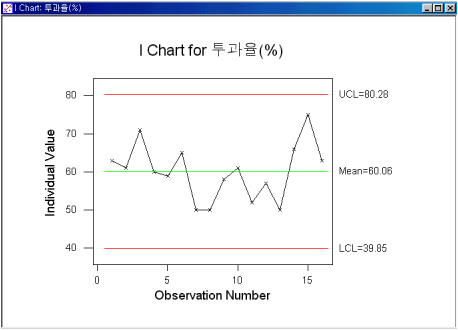 I Chart: 투과율(%)
I Chart for 투과율(%)
80
70
60
50
40
Individual Value
UCL=80.28
Mean=60.06
LCL=39.85
0
5
10
15
Observation Number